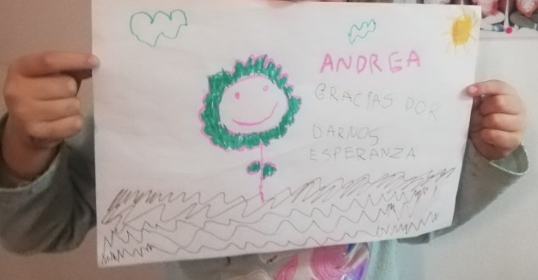 ANDREA
GRACIAS POR
DARNOS
ESPERANZA